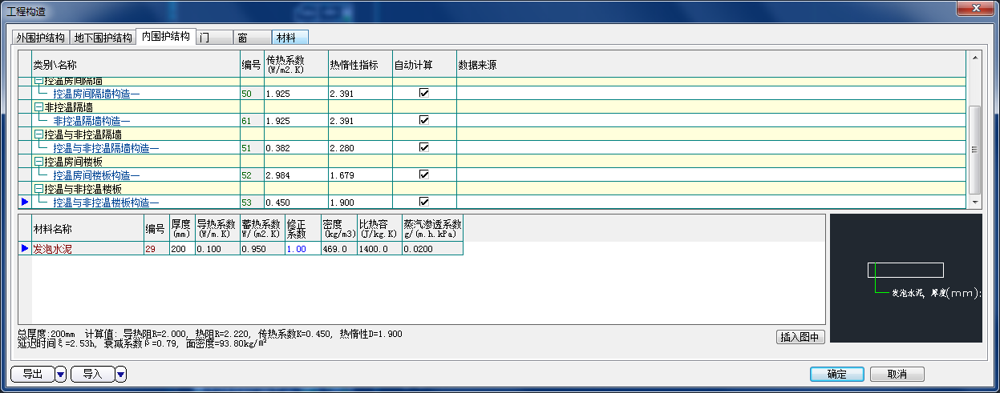 工程构造
外围护结构 地下围护结构 内围护结构 门 窗 材料
类别\名称 编号 传热系数 (W/m2.K) 热惰性指标 自动计算 数据来源
控温房间隔墙
控温房间隔墙构造一 50 1.925 2.391
非控温隔墙
非控温隔墙构造一 61 1.925 2.391
控温与非控温隔墙
控温与非控温隔墙构造一 51 0.382 2.280
控温房间楼板
控温房间楼板构造一 52 2.984 1.679
控温与非控温楼板
控温与非控温楼板构造一 53 0.450 1.900
材料名称 编号 厚度 (mm) 导热系数 (W/m.K) 蓄热系数 W/(m2.K) 修正系数 密度 (kg/m3) 比热容 (J/kg.K) 蒸汽渗透系数 g/(m.h.kPa)
发泡水泥 29 200 0.100 0.950 1.00 469.0 1400.0 0.0200
发泡水泥, 厚度(mm):
总厚度:200mm 计算值: 导热阻R=2.000, 热阻R=2.220, 传热系数K=0.450, 热惰性D=1.900
延迟时间ξ=2.53h, 衰减系数β=0.79, 面密度=93.80kg/㎡
插入图中
导出 导入 确定 取消